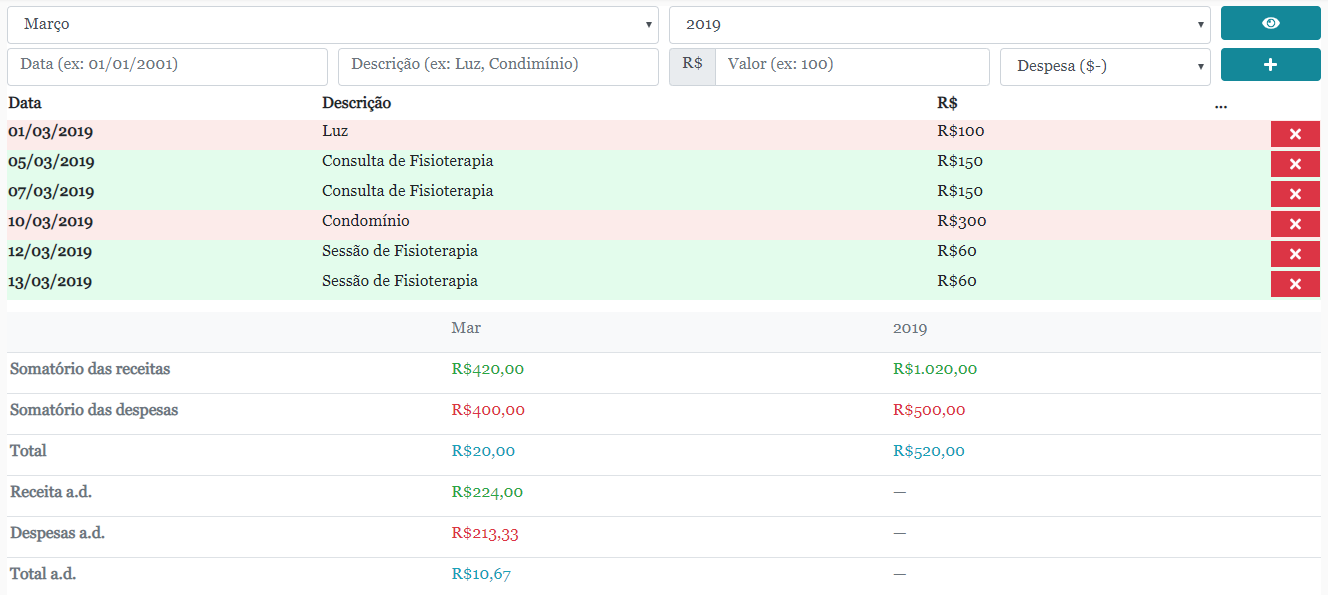 Março 2019
Data (ex: 01/01/2001) Descrição (ex: Luz, Condimínio) R$ Valor (ex: 100) Despesa ($-) +
Data Descrição R$ ...
01/03/2019 Luz R$100
05/03/2019 Consulta de Fisioterapia R$150
07/03/2019 Consulta de Fisioterapia R$150
10/03/2019 Condomínio R$300
12/03/2019 Sessão de Fisioterapia R$60
13/03/2019 Sessão de Fisioterapia R$60
Mar 2019
Somatório das receitas R$420,00 R$1.020,00
Somatório das despesas R$400,00 R$500,00
Total R$20,00 R$520,00
Receita a.d. R$224,00 —
Despesas a.d. R$213,33 —
Total a.d. R$10,67 —